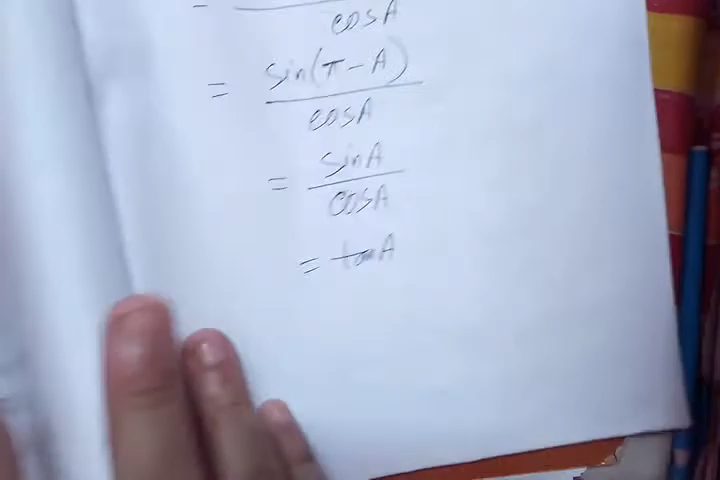 = ――― cosA
= sin(π-A) / cosA
= sinA / cosA
= tanA